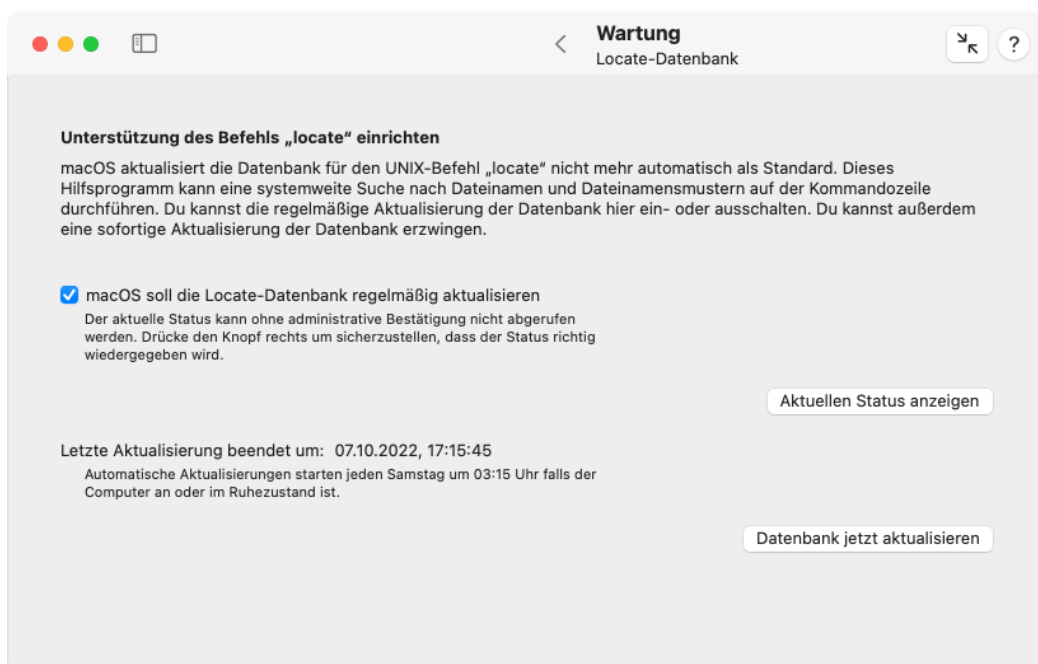 Wartung
Locate-Datenbank
?
Unterstützung des Befehls „locate“ einrichten
macOS aktualisiert die Datenbank für den UNIX-Befehl „locate“ nicht mehr automatisch als Standard. Dieses
Hilfsprogramm kann eine systemweite Suche nach Dateinamen und Dateinamensmustern auf der Kommandozeile
durchführen. Du kannst die regelmäßige Aktualisierung der Datenbank hier ein- oder ausschalten. Du kannst außerdem
eine sofortige Aktualisierung der Datenbank erzwingen.
macOS soll die Locate-Datenbank regelmäßig aktualisieren
Der aktuelle Status kann ohne administrative Bestätigung nicht abgerufen
werden. Drücke den Knopf rechts um sicherzustellen, dass der Status richtig
wiedergegeben wird.
Aktuellen Status anzeigen
Letzte Aktualisierung beendet um: 07.10.2022, 17:15:45
Automatische Aktualisierungen starten jeden Samstag um 03:15 Uhr falls der
Computer an oder im Ruhezustand ist.
Datenbank jetzt aktualisieren